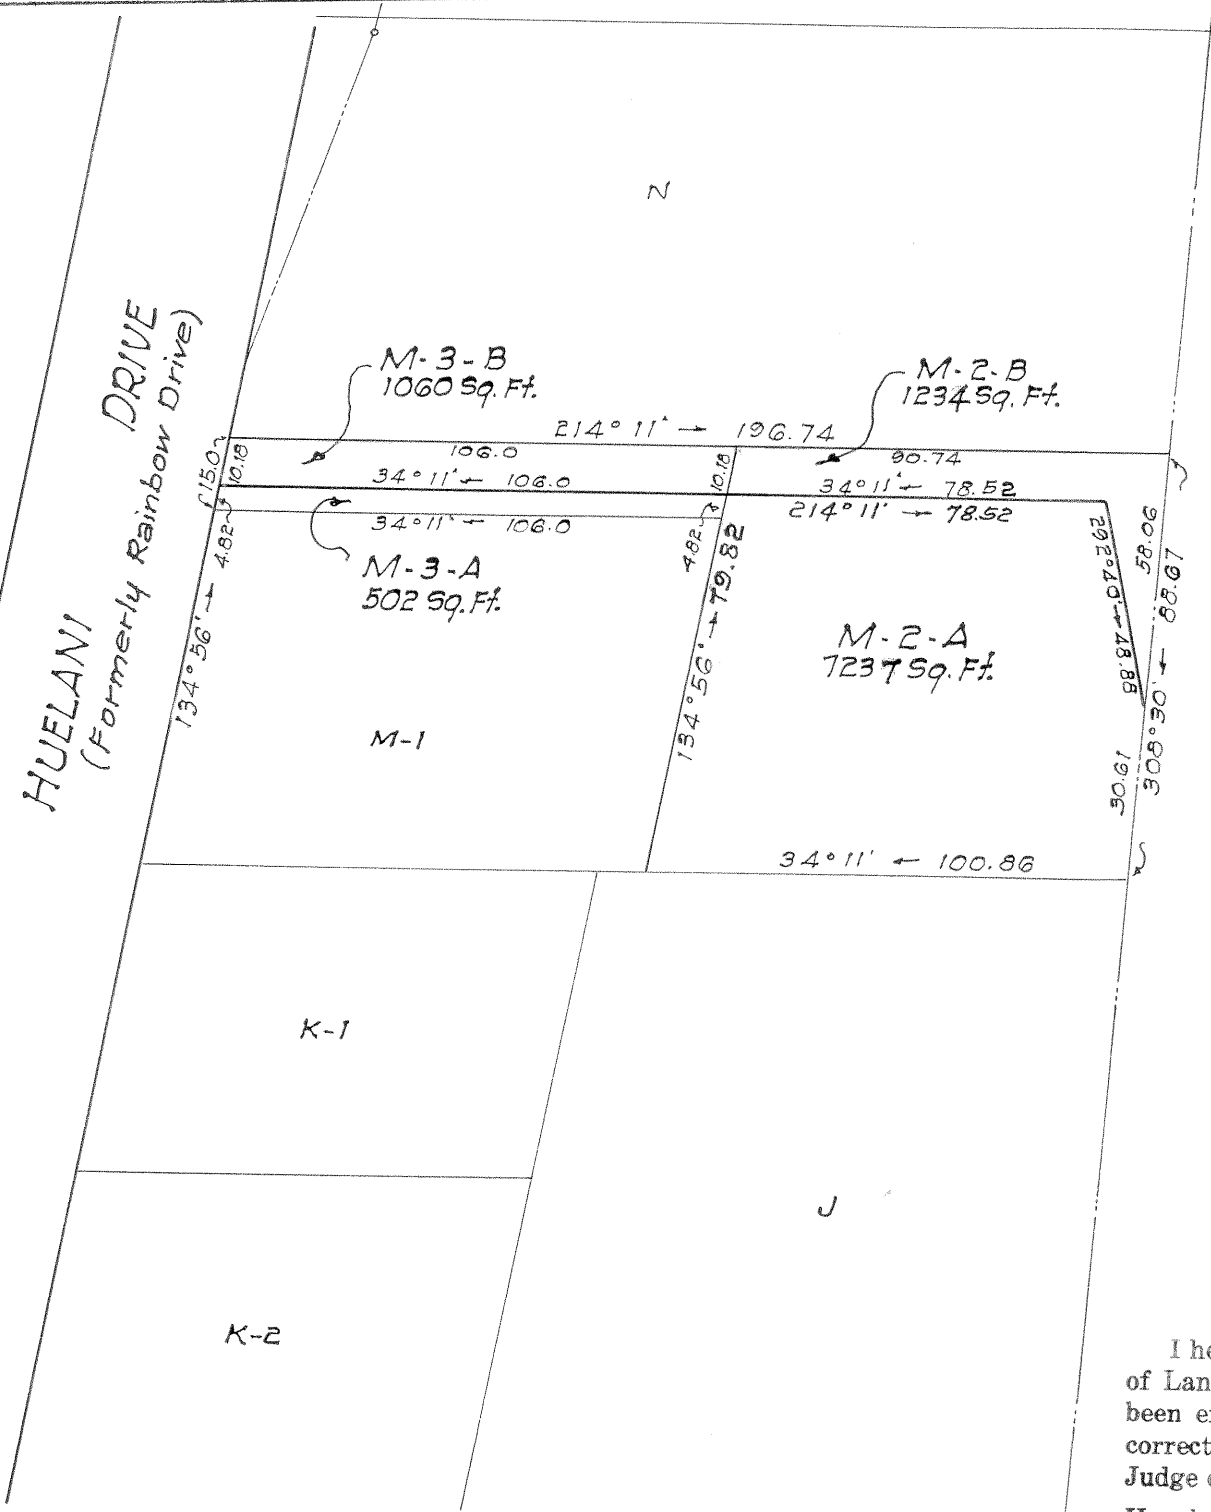 N
HUELANI DRIVE
(Formerly Rainbow Drive)
M-3-B
1060 Sq. Ft.
M-2-B
1234 Sq. Ft.
214° 11' → 196.74
106.0
90.74
15.0
10.18
10.18
34° 11' ← 106.0
34° 11' ← 78.52
214° 11' → 78.52
34° 11' ← 106.0
4.82
4.82
M-3-A
502 Sq. Ft.
134° 56' →
134° 56' → 79.82
292° 40' → 48.88
58.06
308° 30' ← 88.67
30.61
M-2-A
7237 Sq. Ft.
M-1
34° 11' ← 100.86
K-1
J
K-2
I he
of Lan
been e
correct
Judge